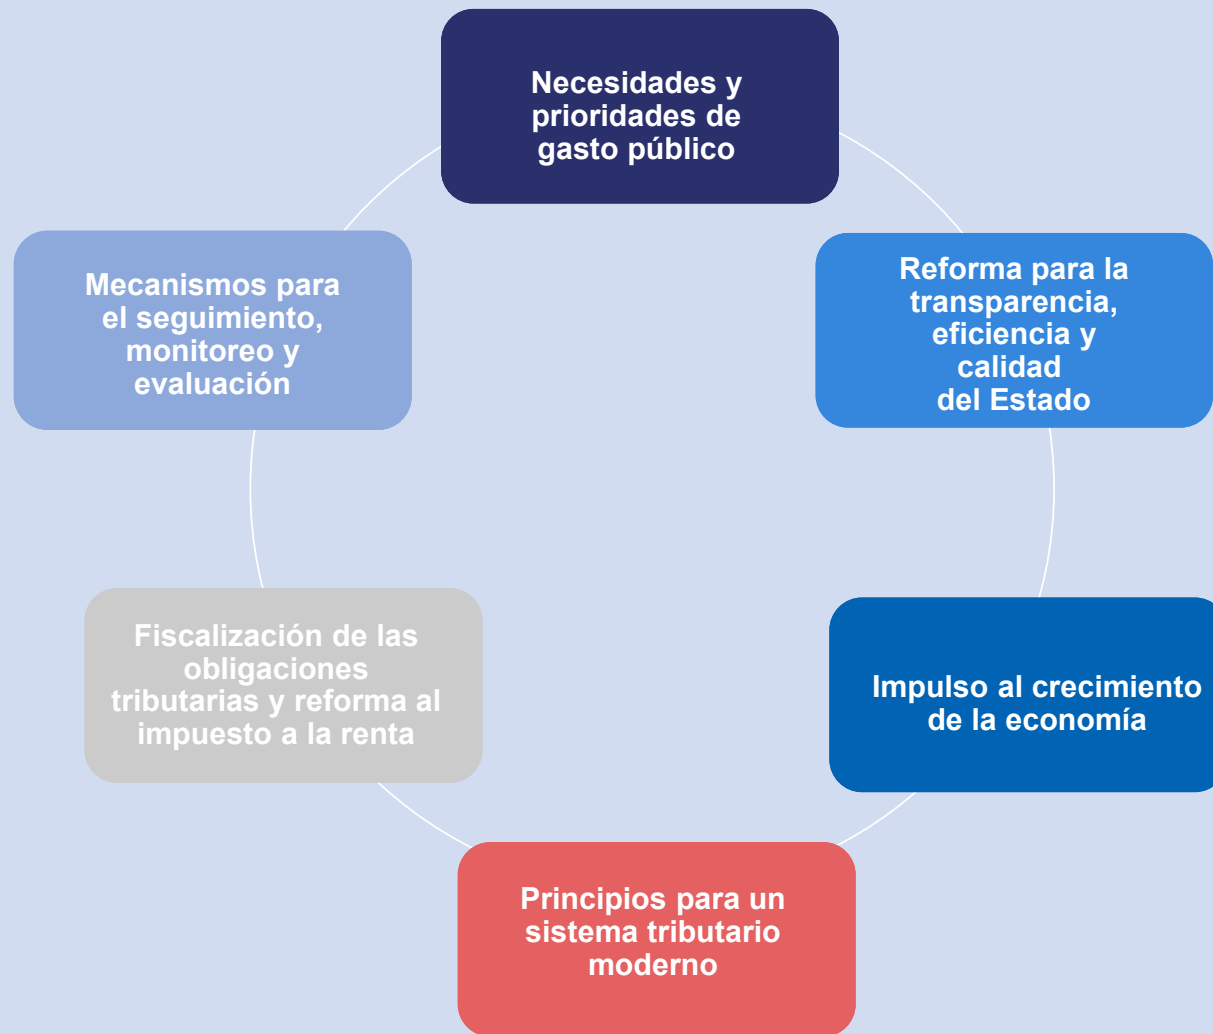 Necesidades y
prioridades de
gasto público
Reforma para la
transparencia,
eficiencia y
calidad
del Estado
Impulso al crecimiento
de la economía
Principios para un
sistema tributario
moderno
Fiscalización de las
obligaciones
tributarias y reforma al
impuesto a la renta
Mecanismos para
el seguimiento,
monitoreo y
evaluación